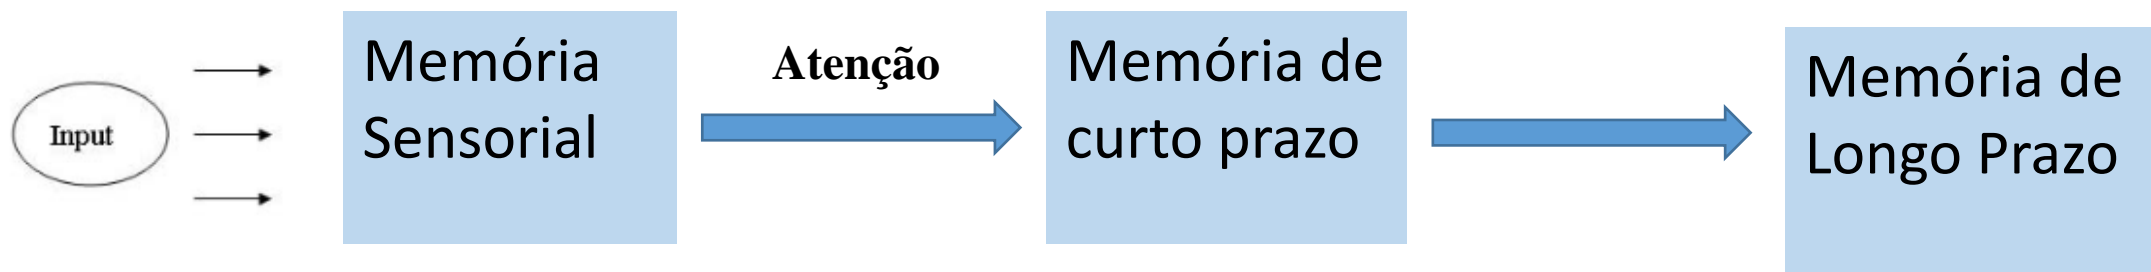 Input
Memória
Sensorial
Atenção
Memória de
curto prazo
Memória de
Longo Prazo